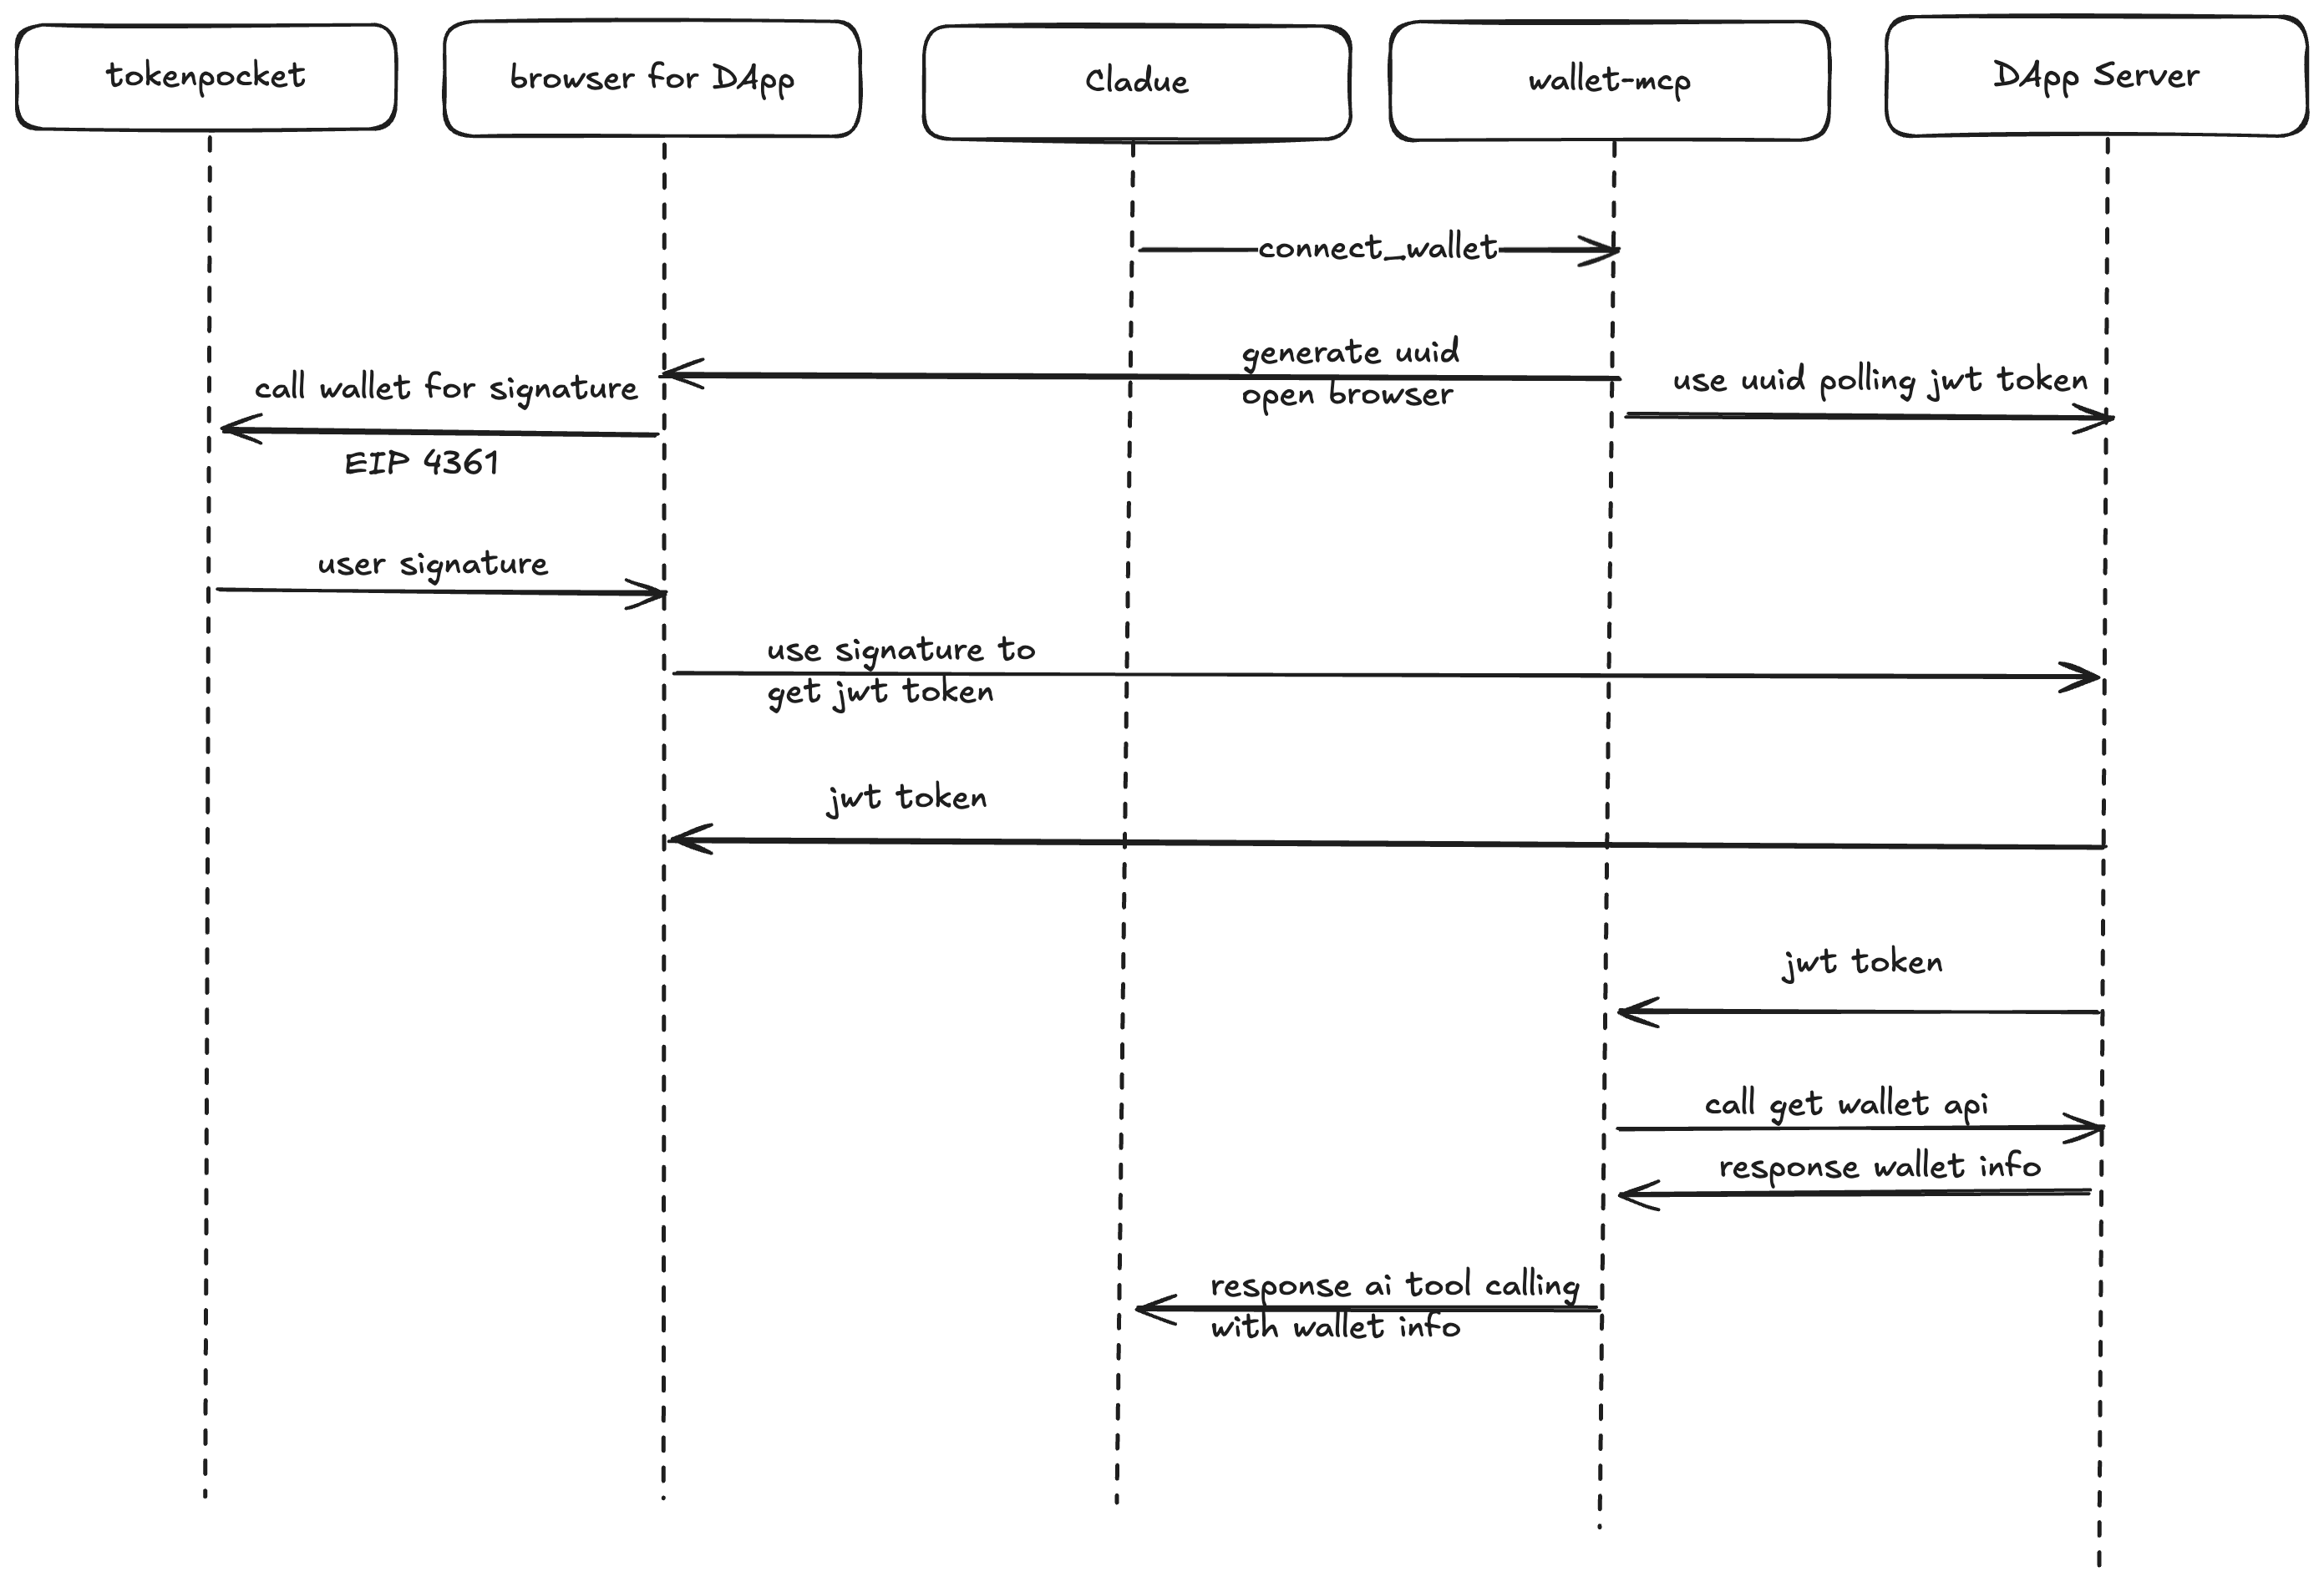 tokenpocket
browser for DApp
Cladue
wallet-mcp
DApp Server
connect_wallet
generate uuid
open browser
use uuid polling jwt token
call wallet for signature
EIP 4361
user signature
use signature to
get jwt token
jwt token
jwt token
call get wallet api
response wallet info
response ai tool calling
with wallet info